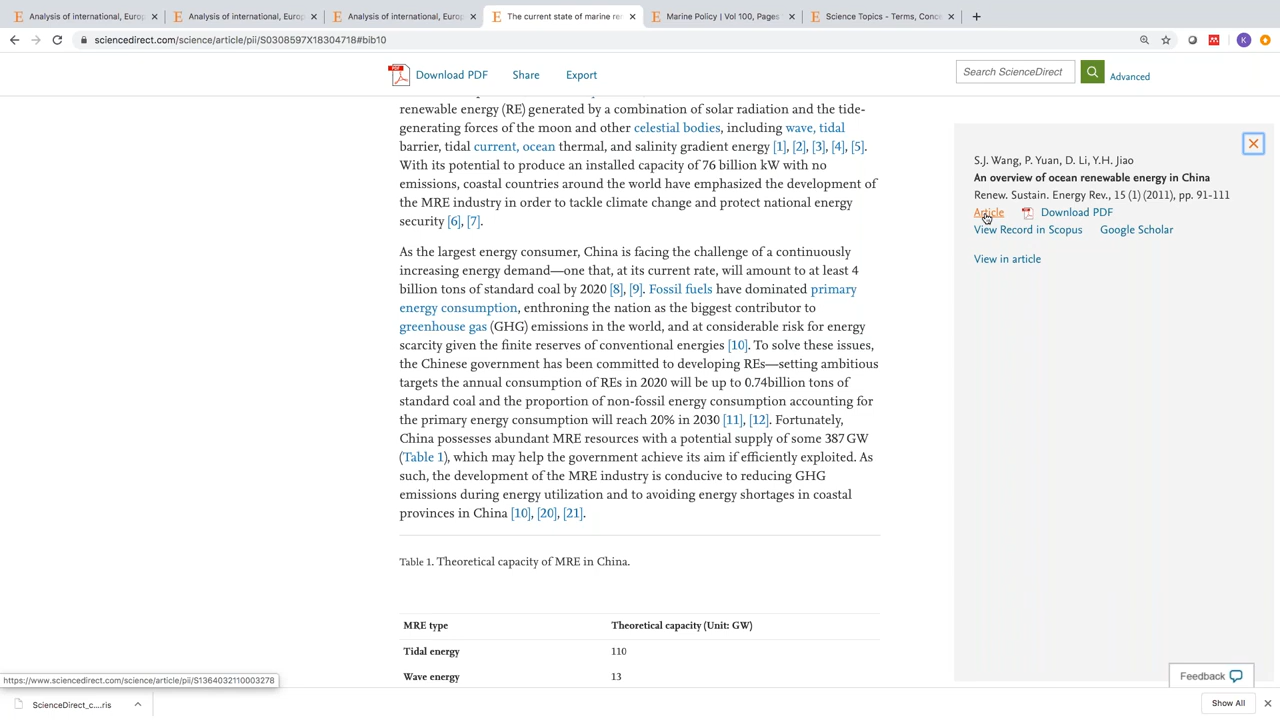 Analysis of international, Europ
Analysis of international, Europ
Analysis of international, Europ
The current state of marine re
Marine Policy | Vol 100, Pages
Science Topics - Terms, Conc
sciencedirect.com/science/article/pii/S0308597X18304718#bib10
K
PDF
Download PDF
Share
Export
Search ScienceDirect
Advanced
renewable energy (RE) generated by a combination of solar radiation and the tide-
generating forces of the moon and other celestial bodies, including wave, tidal
barrier, tidal current, ocean thermal, and salinity gradient energy [1], [2], [3], [4], [5].
With its potential to produce an installed capacity of 76 billion kW with no
emissions, coastal countries around the world have emphasized the development of
the MRE industry in order to tackle climate change and protect national energy
security [6], [7].
As the largest energy consumer, China is facing the challenge of a continuously
increasing energy demand—one that, at its current rate, will amount to at least 4
billion tons of standard coal by 2020 [8], [9]. Fossil fuels have dominated primary
energy consumption, enthroning the nation as the biggest contributor to
greenhouse gas (GHG) emissions in the world, and at considerable risk for energy
scarcity given the finite reserves of conventional energies [10]. To solve these issues,
the Chinese government has been committed to developing REs—setting ambitious
targets the annual consumption of REs in 2020 will be up to 0.74billion tons of
standard coal and the proportion of non-fossil energy consumption accounting for
the primary energy consumption will reach 20% in 2030 [11], [12]. Fortunately,
China possesses abundant MRE resources with a potential supply of some 387 GW
(Table 1), which may help the government achieve its aim if efficiently exploited. As
such, the development of the MRE industry is conducive to reducing GHG
emissions during energy utilization and to avoiding energy shortages in coastal
provinces in China [10], [20], [21].
Table 1. Theoretical capacity of MRE in China.
MRE type Theoretical capacity (Unit: GW)
Tidal energy 110
Wave energy 13
S.J. Wang, P. Yuan, D. Li, Y.H. Jiao
An overview of ocean renewable energy in China
Renew. Sustain. Energy Rev., 15 (1) (2011), pp. 91-111
Article Download PDF
View Record in Scopus Google Scholar
View in article
Feedback
https://www.sciencedirect.com/science/article/pii/S1364032110003278
ScienceDirect_c....ris
Show All